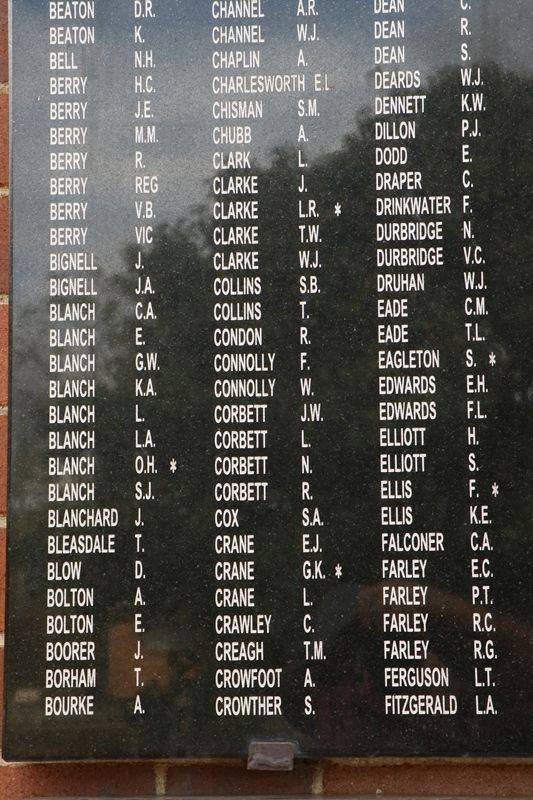 BEATON D.R.
BEATON K.
BELL N.H.
BERRY H.C.
BERRY J.E.
BERRY M.M.
BERRY R.
BERRY REG
BERRY V.B.
BERRY VIC
BIGNELL J.
BIGNELL J.A.
BLANCH C.A.
BLANCH E.
BLANCH G.W.
BLANCH K.A.
BLANCH L.
BLANCH L.A.
BLANCH O.H. *
BLANCH S.J.
BLANCHARD J.
BLEASDALE T.
BLOW D.
BOLTON A.
BOLTON E.
BOORER J.
BORHAM T.
BOURKE A.
CHANNEL A.R.
CHANNEL W.J.
CHAPLIN A.
CHARLESWORTH E.L
CHISMAN S.M.
CHUBB A.
CLARK L.
CLARKE J.
CLARKE L.R. *
CLARKE T.W.
CLARKE W.J.
COLLINS S.B.
COLLINS T.
CONDON R.
CONNOLLY F.
CONNOLLY W.
CORBETT J.W.
CORBETT L.
CORBETT N.
CORBETT R.
COX S.A.
CRANE E.J.
CRANE G.K. *
CRANE L.
CRAWLEY C.
CREAGH T.M.
CROWFOOT A.
CROWTHER S.
DEAN C.
DEAN R.
DEAN S.
DEARDS W.J.
DENNETT K.W.
DILLON P.J.
DODD E.
DRAPER C.
DRINKWATER F.
DURBRIDGE N.
DURBRIDGE V.C.
DRUHAN W.J.
EADE C.M.
EADE T.L.
EAGLETON S. *
EDWARDS E.H.
EDWARDS F.L.
ELLIOTT H.
ELLIOTT S.
ELLIS F. *
ELLIS K.E.
FALCONER C.A.
FARLEY E.C.
FARLEY P.T.
FARLEY R.C.
FARLEY R.G.
FERGUSON L.T.
FITZGERALD L.A.